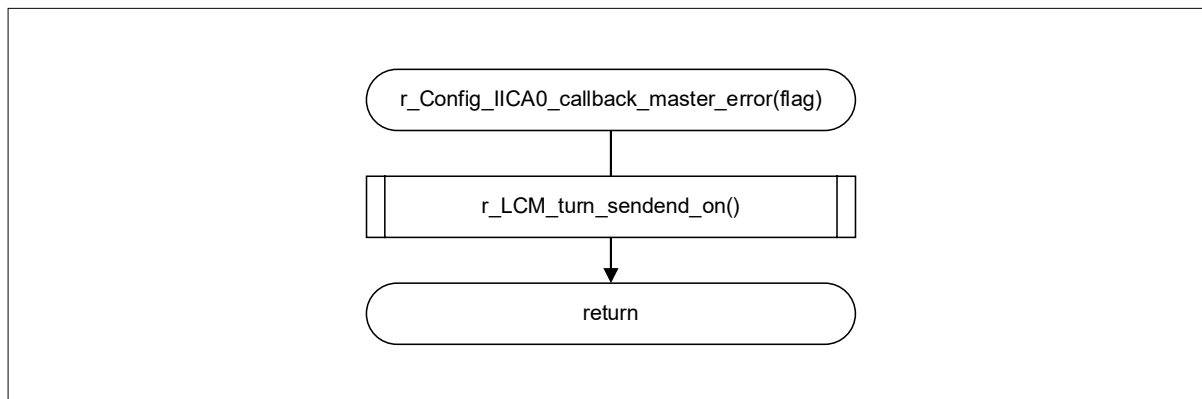 r_Config_IICA0_callback_master_error(flag)
r_LCM_turn_sendend_on()
return